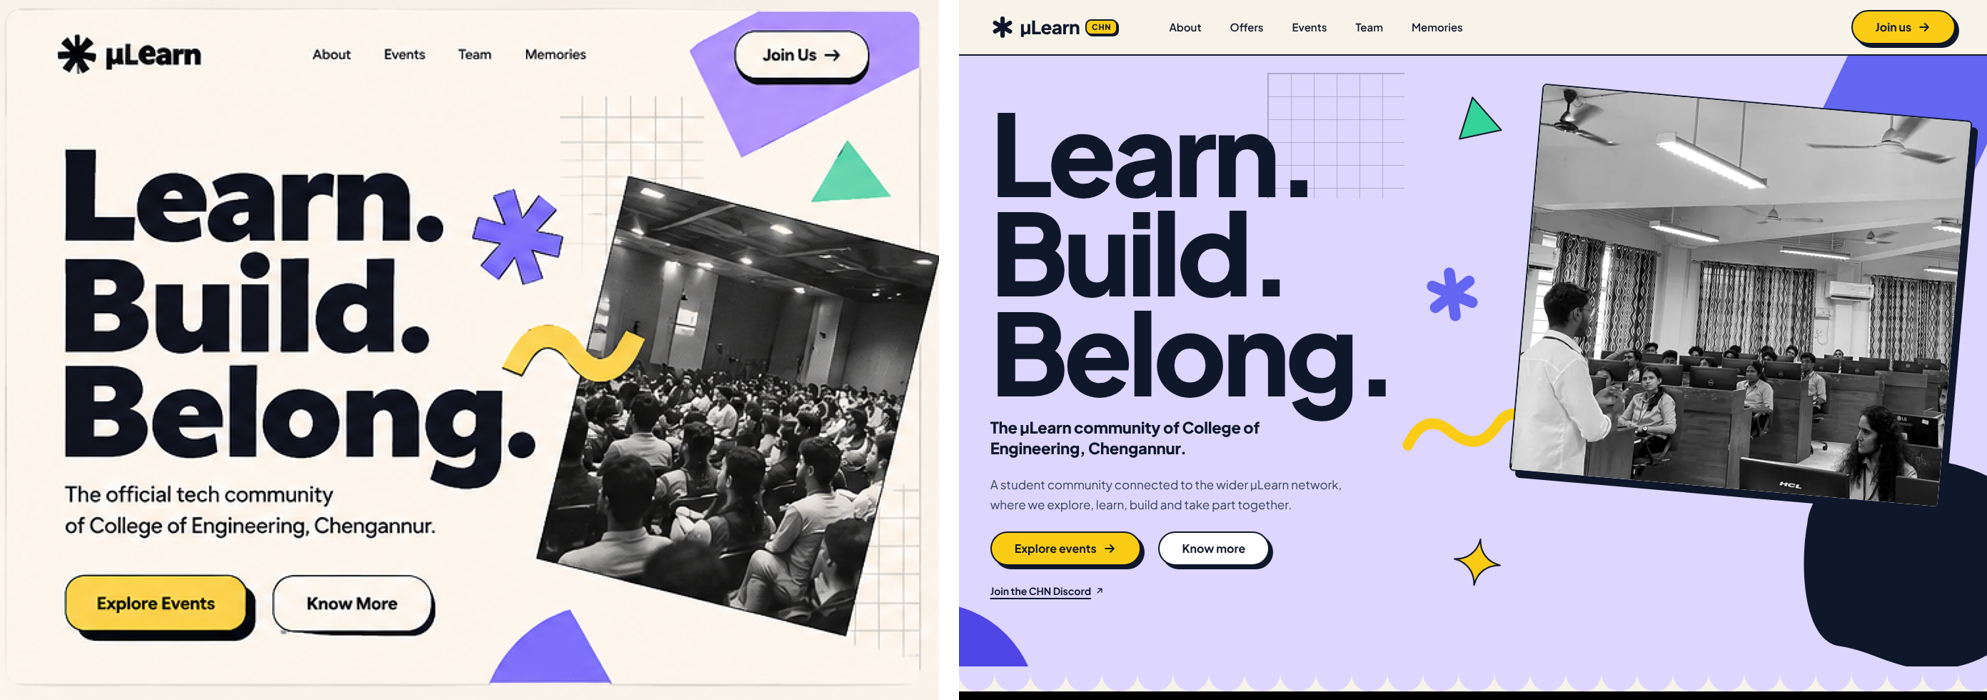 µLearn
About Events Team Memories
Join Us →
Learn.
Build.
Belong.
The official tech community
of College of Engineering, Chengannur.
Explore Events
Know More
µLearn CHN
About Offers Events Team Memories
Join us →
Learn.
Build.
Belong.
The µLearn community of College of
Engineering, Chengannur.
A student community connected to the wider µLearn network,
where we explore, learn, build and take part together.
Explore events →
Know more
Join the CHN Discord ↗
HCL